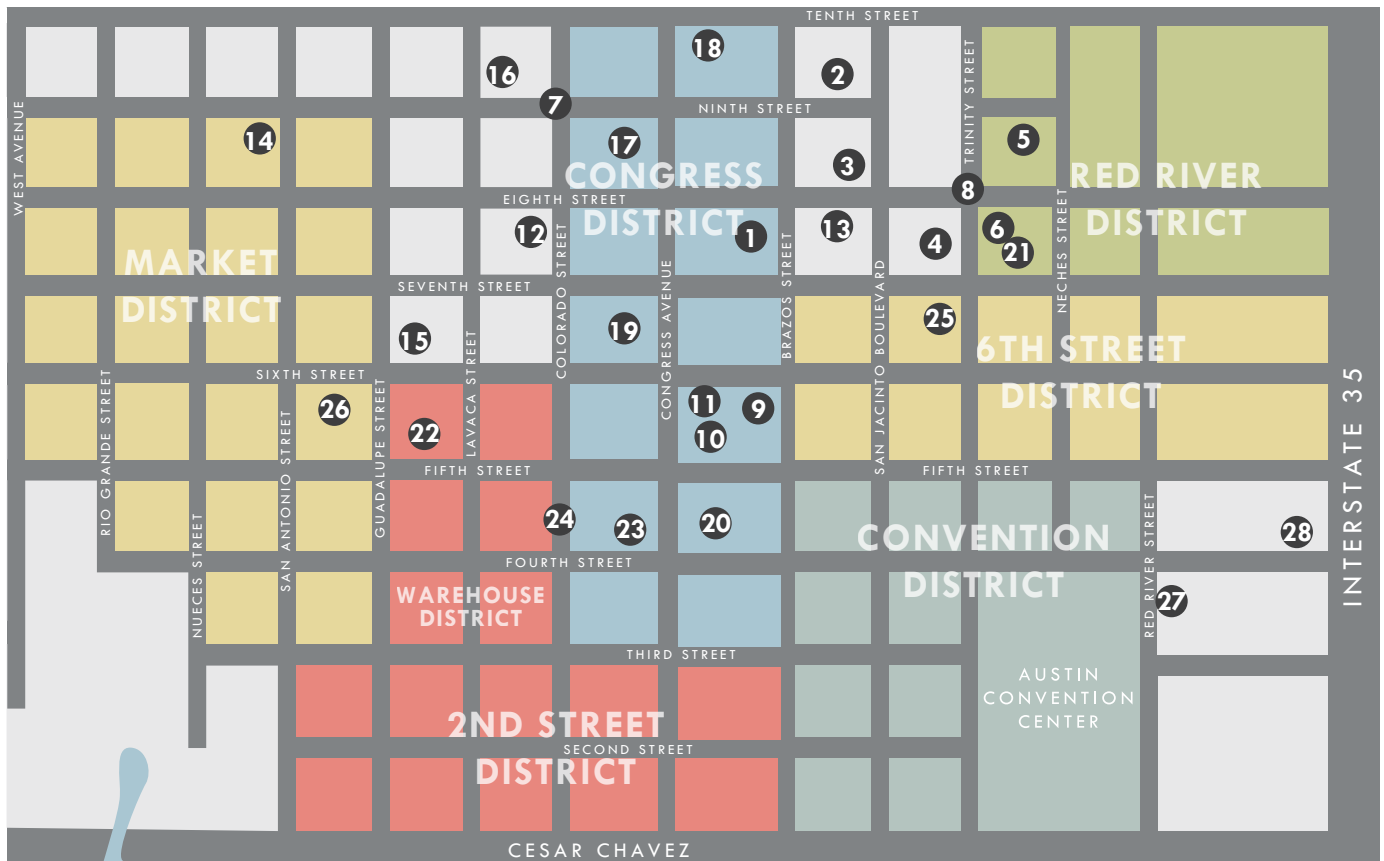 TENTH STREET
18
16
2
7
NINTH STREET
TRINITY STREET
WEST AVENUE
14
17
5
3
CONGRESS
DISTRICT
RED RIVER
DISTRICT
8
EIGHTH STREET
12
1
13
4
6
21
NECHES STREET
MARKET
DISTRICT
SEVENTH STREET
COLORADO STREET
CONGRESS AVENUE
BRAZOS STREET
SAN JACINTO BOULEVARD
15
19
25
6TH STREET
DISTRICT
SIXTH STREET
LAVACA STREET
GUADALUPE STREET
RIO GRANDE STREET
SAN ANTONIO STREET
26
22
11
9
10
INTERSTATE 35
FIFTH STREET
FIFTH STREET
24
23
20
CONVENTION
DISTRICT
28
NUECES STREET
RED RIVER STREET
FOURTH STREET
WAREHOUSE
DISTRICT
27
THIRD STREET
AUSTIN
CONVENTION
CENTER
2ND STREET
DISTRICT
SECOND STREET
CESAR CHAVEZ